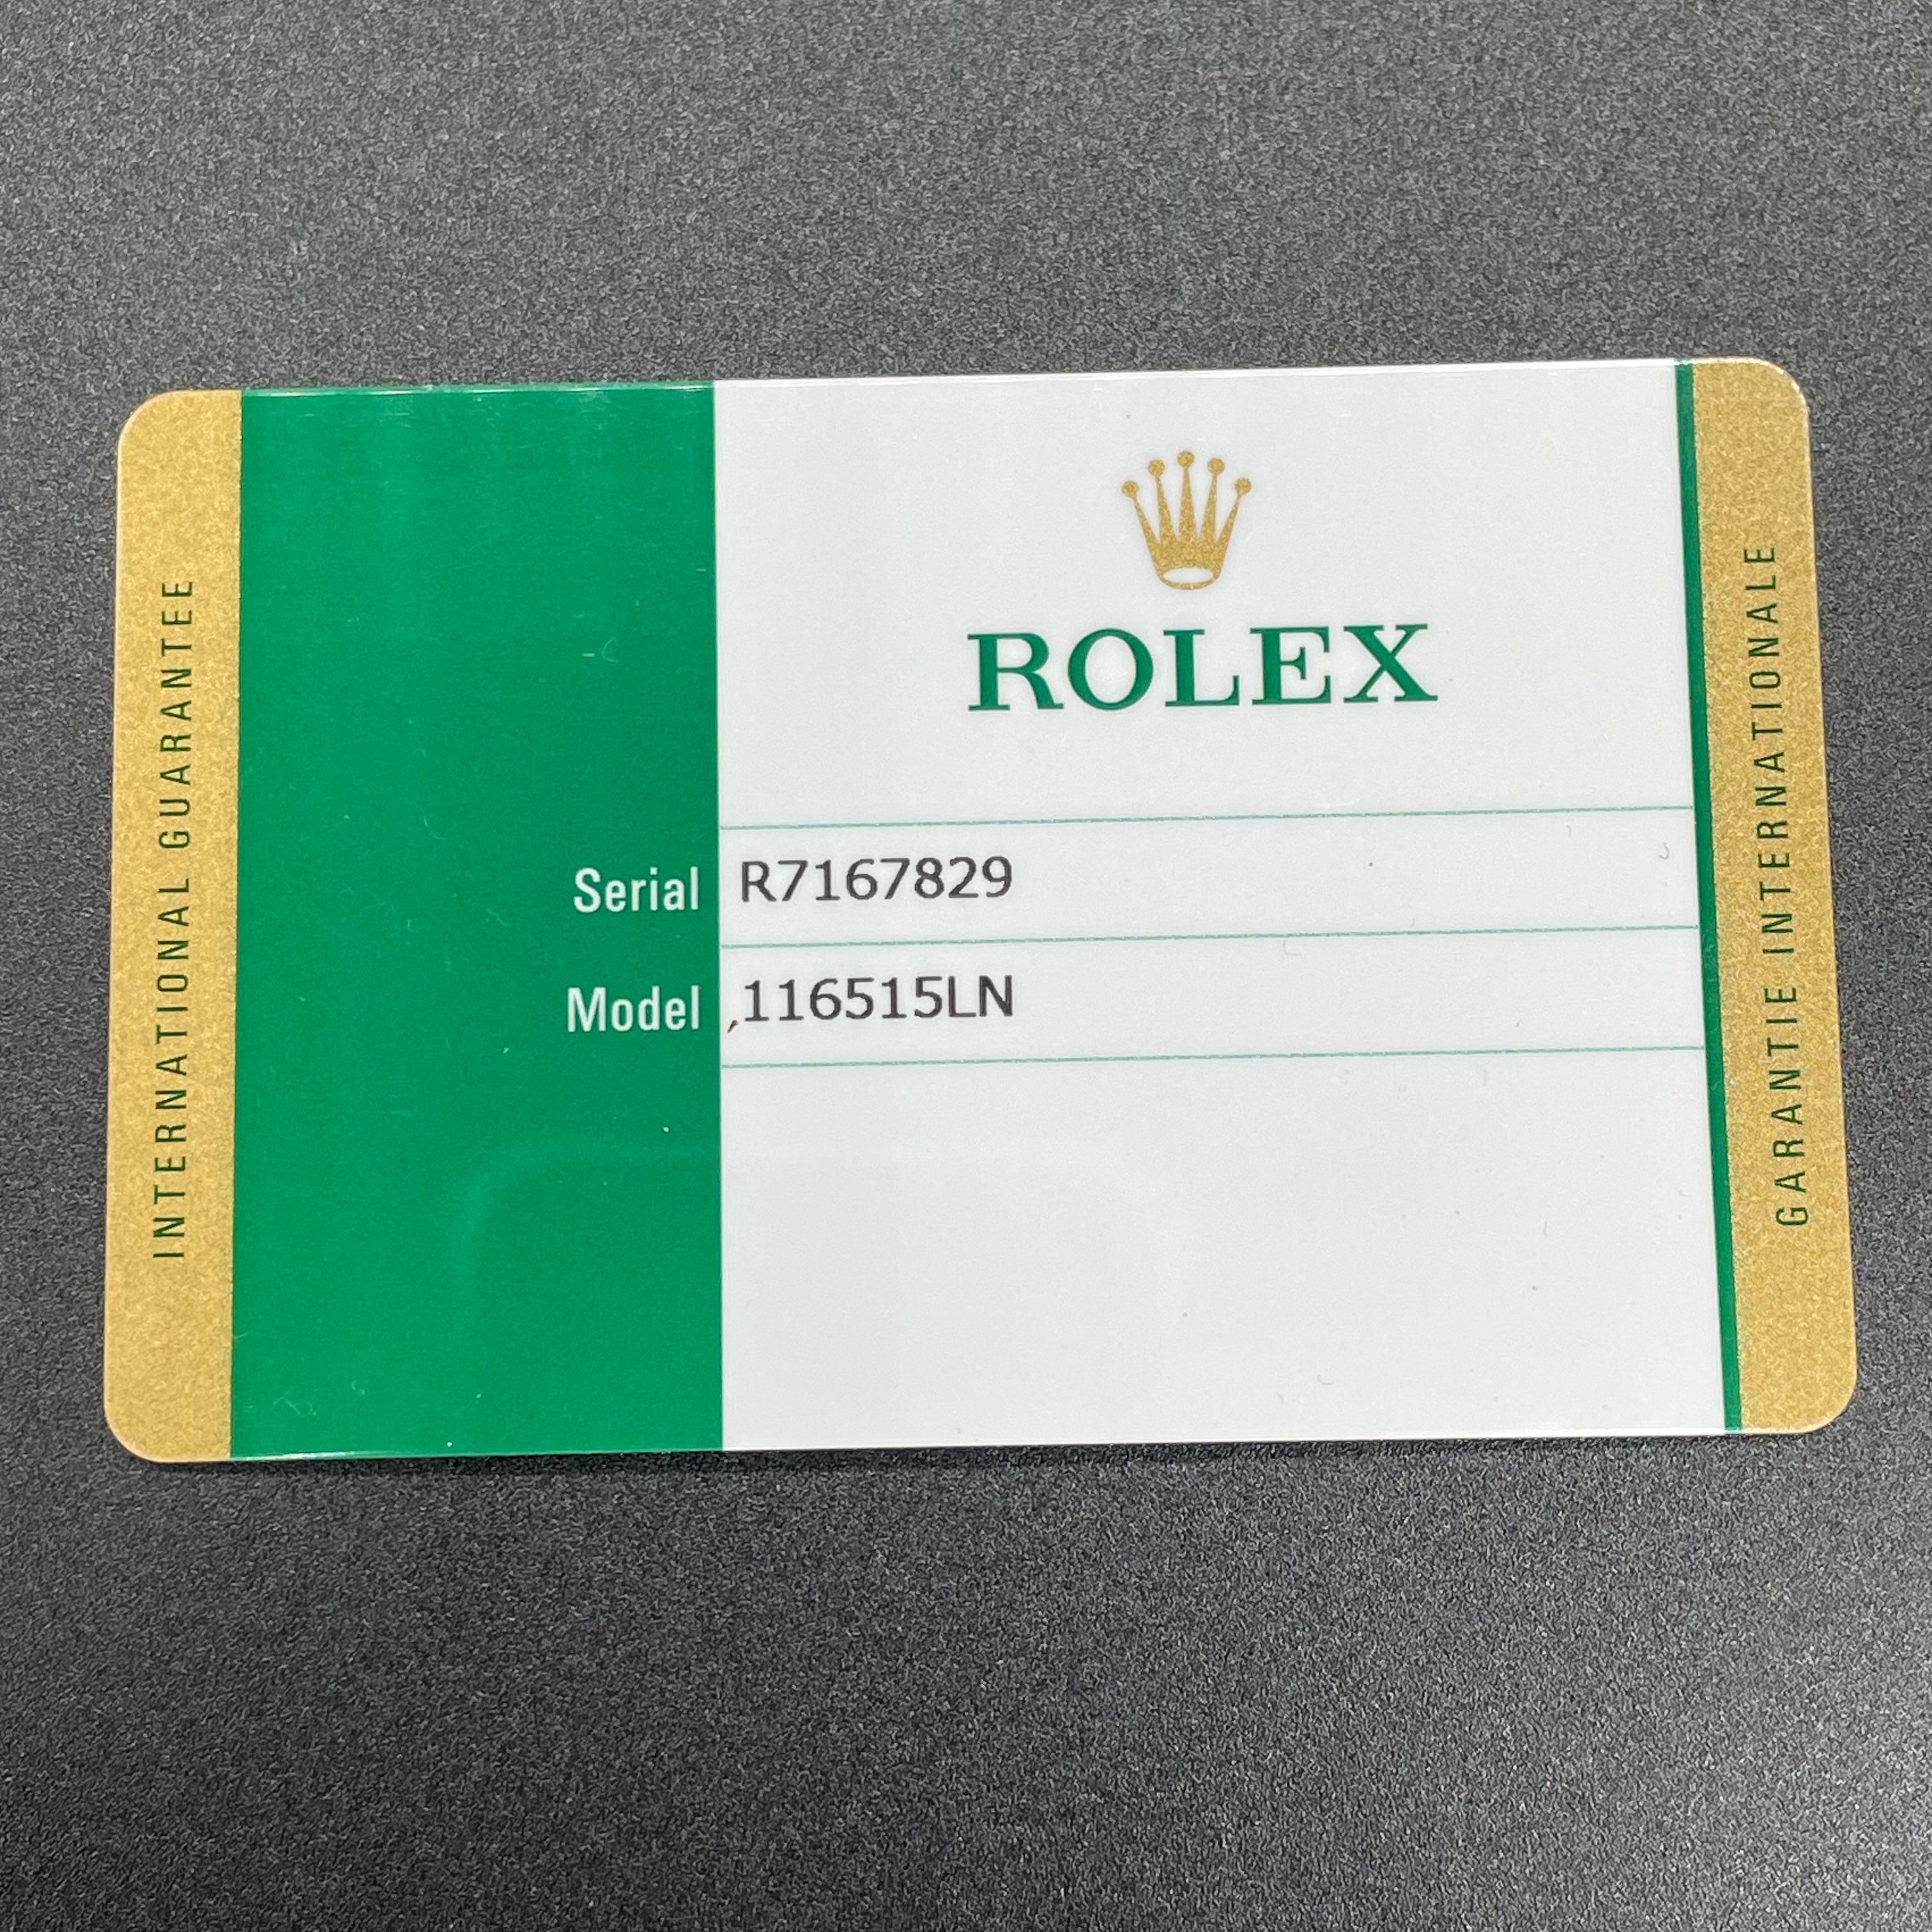 INTERNATIONAL GUARANTEE
ROLEX
Serial R7167829
Model 116515LN
GARANTIE INTERNATIONALE